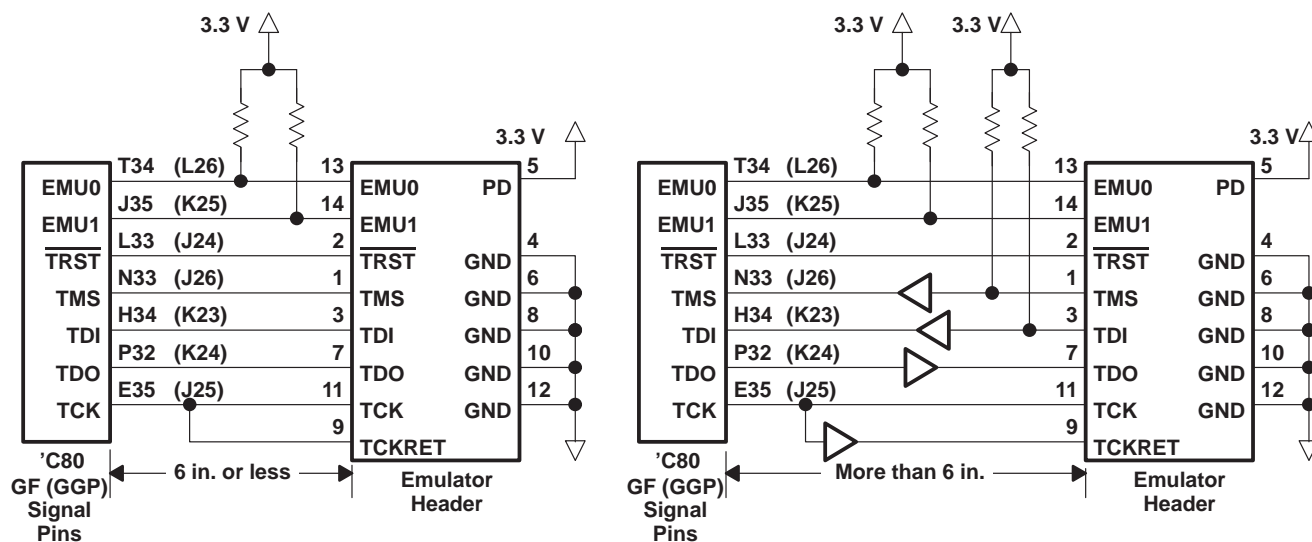 3.3 V
3.3 V
T34 (L26) 13 5
EMU0 EMU0 PD
J35 (K25) 14
EMU1 EMU1
L33 (J24) 2 4
TRST TRST GND
N33 (J26) 1 6
TMS TMS GND
H34 (K23) 3 8
TDI TDI GND
P32 (K24) 7 10
TDO TDO GND
E35 (J25) 11 12
TCK TCK GND
9
TCKRET
'C80
GF (GGP)
Signal
Pins
6 in. or less
Emulator
Header
3.3 V 3.3 V
3.3 V
T34 (L26) 13 5
EMU0 EMU0 PD
J35 (K25) 14
EMU1 EMU1
L33 (J24) 2 4
TRST TRST GND
N33 (J26) 1 6
TMS TMS GND
H34 (K23) 3 8
TDI TDI GND
P32 (K24) 7 10
TDO TDO GND
E35 (J25) 11 12
TCK TCK GND
9
TCKRET
'C80
GF (GGP)
Signal
Pins
More than 6 in.
Emulator
Header